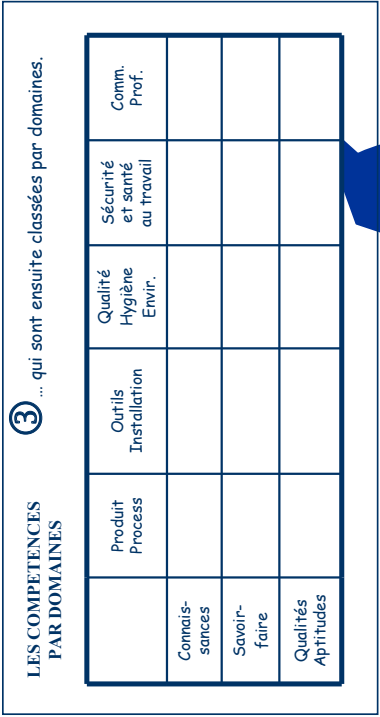 LES COMPETENCES
PAR DOMAINES
③ ... qui sont ensuite classées par domaines.
Produit
Process
Outils
Installation
Qualité
Hygiène
Envir.
Sécurité
et santé
au travail
Comm.
Prof.
Connais-
sances
Savoir-
faire
Qualités
Aptitudes